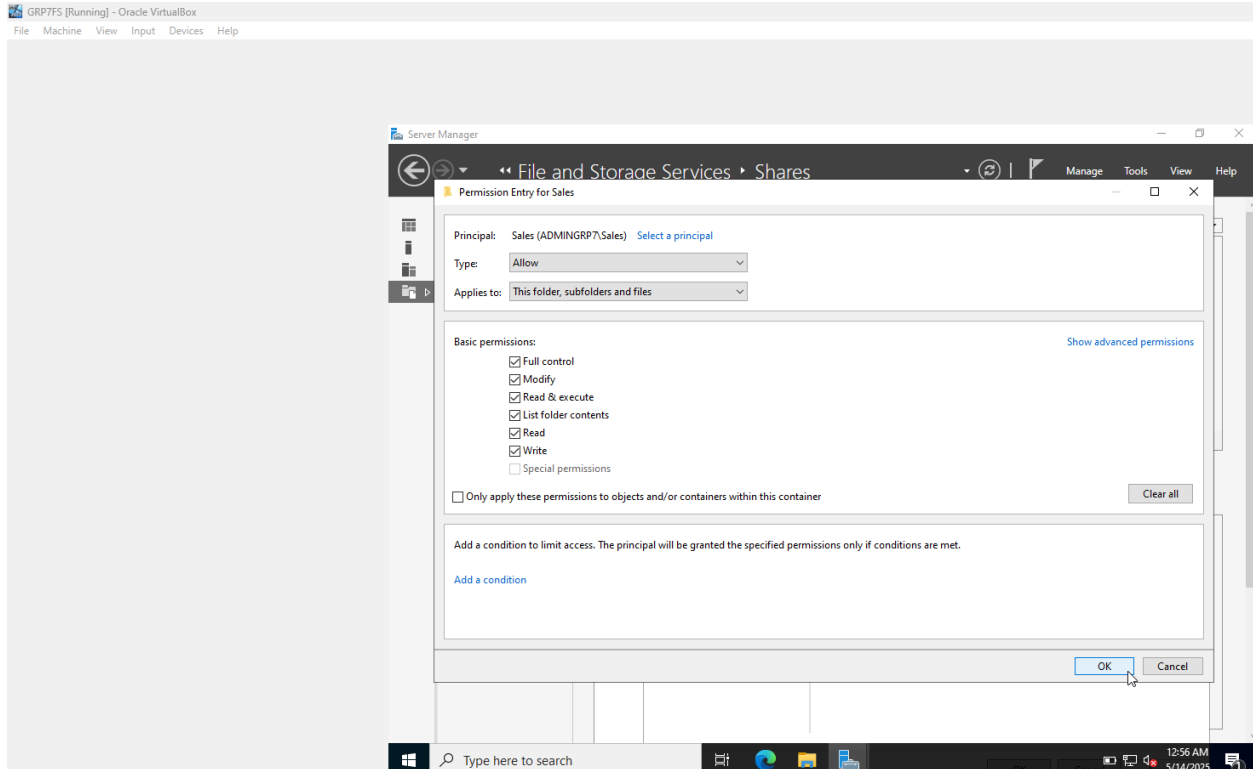 GRP7FS [Running] - Oracle VirtualBox
File Machine View Input Devices Help
Server Manager
File and Storage Services Shares
Manage Tools View Help
Permission Entry for Sales
Principal: Sales (ADMINGRP7\Sales) Select a principal
Type: Allow
Applies to: This folder, subfolders and files
Basic permissions:
Show advanced permissions
Full control
Modify
Read & execute
List folder contents
Read
Write
Special permissions
Only apply these permissions to objects and/or containers within this container
Clear all
Add a condition to limit access. The principal will be granted the specified permissions only if conditions are met.
Add a condition
OK Cancel
Type here to search
12:56 AM
5/14/2025